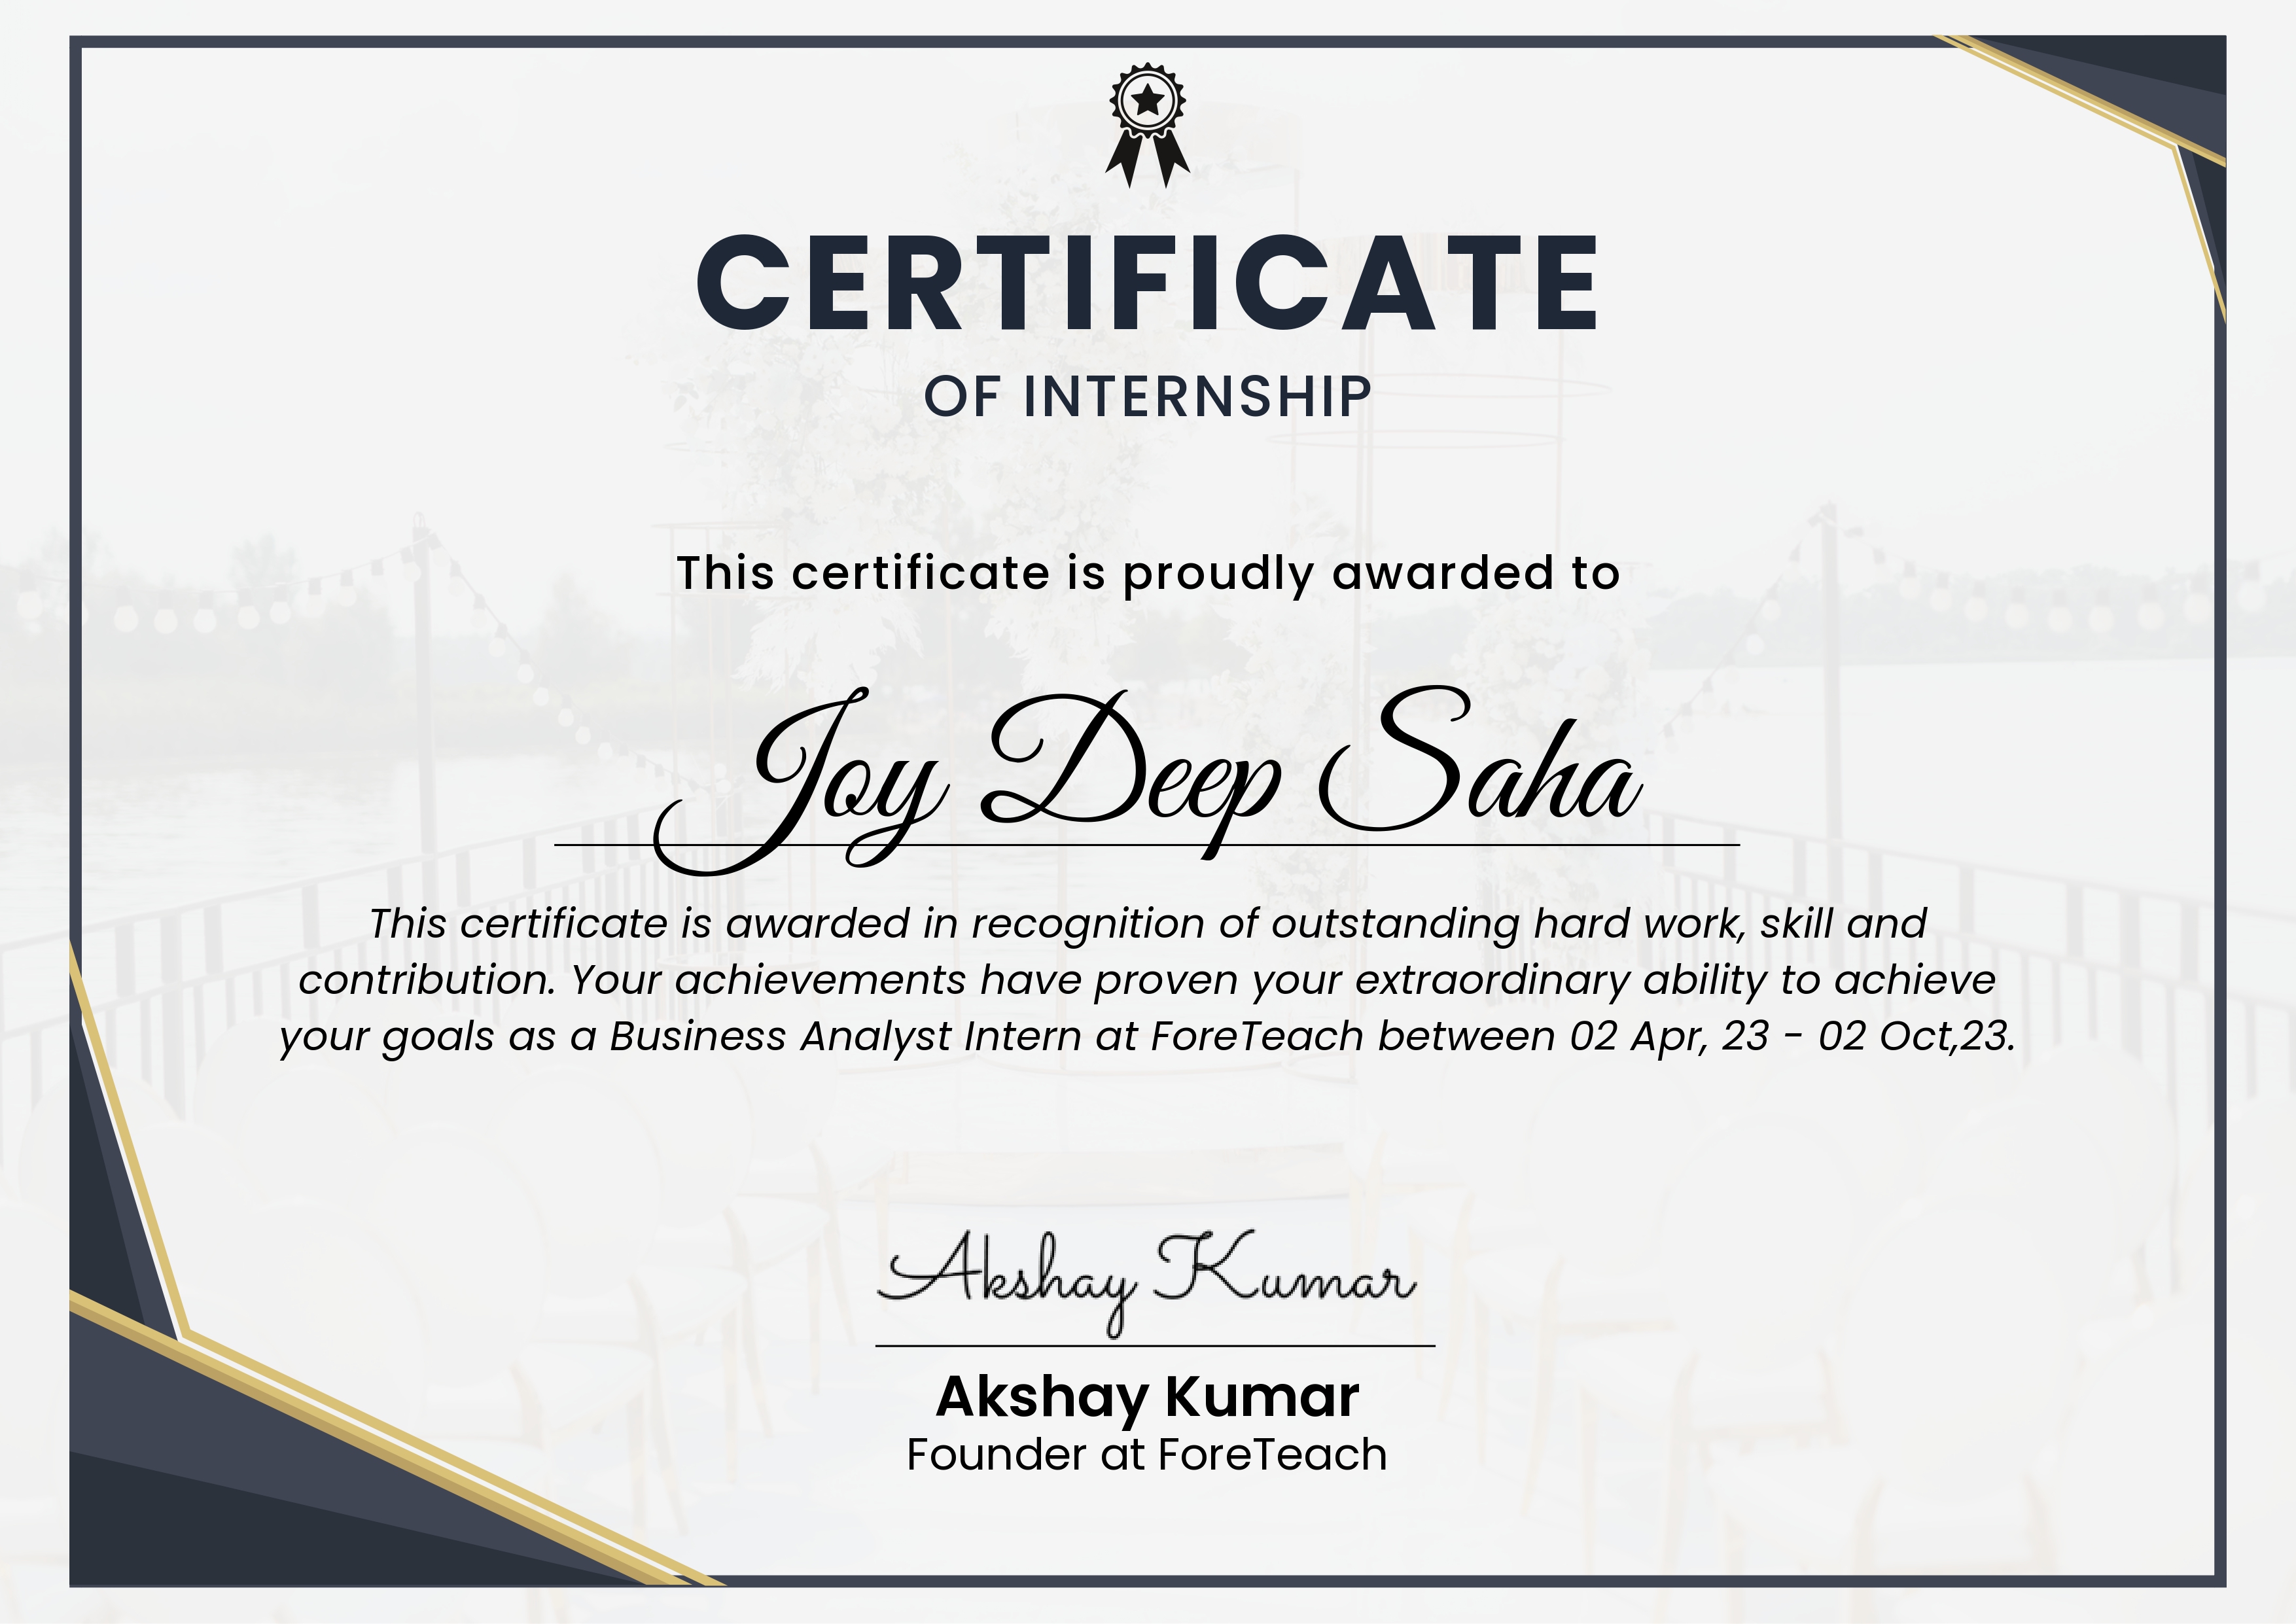 CERTIFICATE
OF INTERNSHIP
This certificate is proudly awarded to
Joy Deep Saha
This certificate is awarded in recognition of outstanding hard work, skill and
contribution. Your achievements have proven your extraordinary ability to achieve
your goals as a Business Analyst Intern at ForeTeach between 02 Apr, 23 - 02 Oct,23.
Akshay Kumar
Akshay Kumar
Founder at ForeTeach